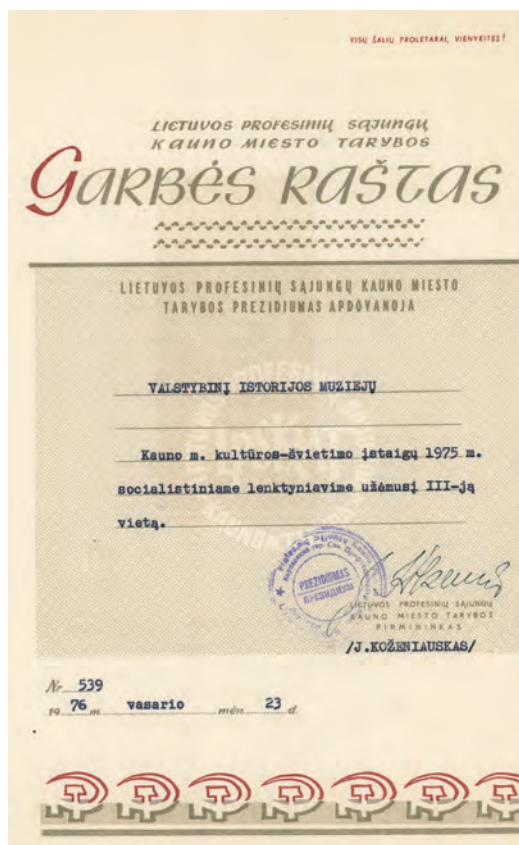 VISŲ ŠALIŲ PROLETARAI, VIENYKITĖS!
LIETUVOS PROFESINIŲ SĄJUNGŲ
KAUNO MIESTO TARYBOS
GARBĖS RAŠTAS
LIETUVOS PROFESINIŲ SĄJUNGŲ KAUNO MIESTO
TARYBOS PREZIDIUMAS APDOVANOJA
VALSTYBINĮ ISTORIJOS MUZIEJŲ
Kauno m. kultūros-švietimo įstaigų 1975 m.
socialistiniame lenktyniavime užėmusį III-ją
vietą.
PREZIDIUMAS
ПРЕЗИДИУМ
LIETUVOS PROFESINIŲ SĄJUNGŲ
KAUNO MIESTO TARYBOS
PIRMININKAS
/J.KOŽENIAUSKAS/
Nr 539
19 76 m vasario mėn. 23 d.